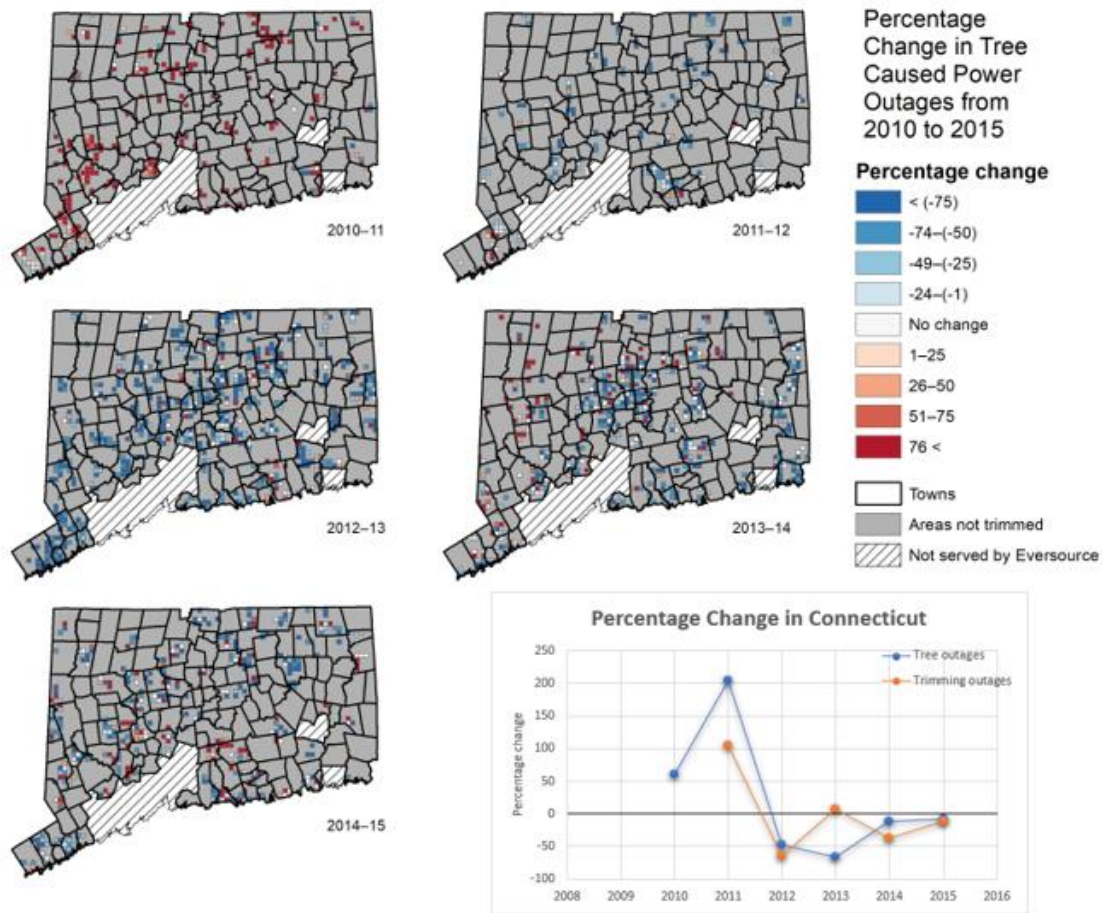 Percentage
Change in Tree
Caused Power
Outages from
2010 to 2015
Percentage change
< (-75)
-74–(-50)
-49–(-25)
-24–(-1)
No change
1–25
26–50
51–75
76 <
Towns
Areas not trimmed
Not served by Eversource
2010–11
2011–12
2012–13
2013–14
2014–15
Percentage Change in Connecticut
Tree outages
Trimming outages
Percentage change
250
200
150
100
50
0
-50
-100
2008 2009 2010 2011 2012 2013 2014 2015 2016